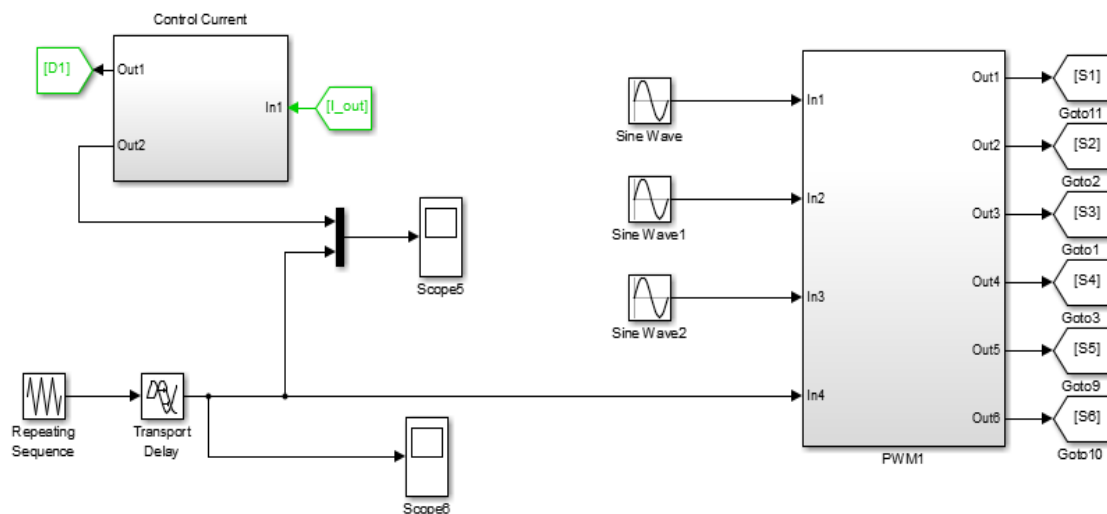 Control Current
[D1]
Out1
In1
[I_out]
Out2
Scope5
Repeating
Sequence
Transport
Delay
Scope6
Sine Wave
Sine Wave1
Sine Wave2
In1
In2
In3
In4
Out1
Out2
Out3
Out4
Out5
Out6
PWM1
[S1]
Goto11
[S2]
Goto2
[S3]
Goto1
[S4]
Goto3
[S5]
Goto9
[S6]
Goto10